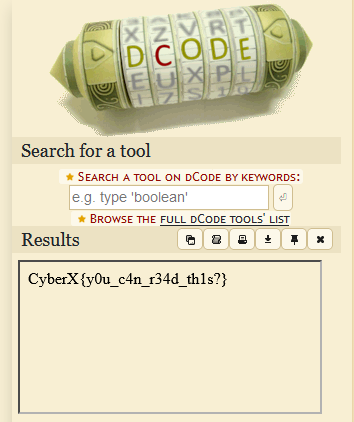 X Z V R T
D C O D E
E U X P
Search for a tool
★ Search a tool on dCode by keywords:
e.g. type 'boolean'
★ Browse the full dCode tools' list
Results
CyberX{y0u_c4n_r34d_th1s?}